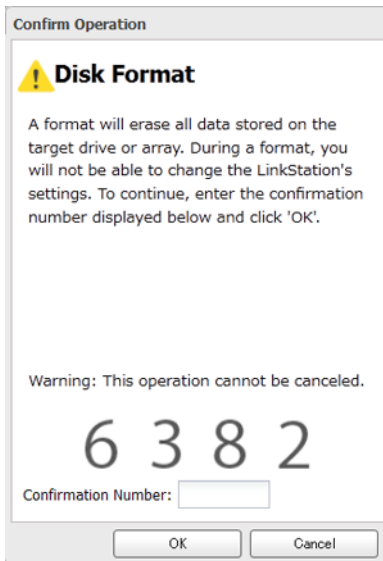 Confirm Operation
Disk Format
A format will erase all data stored on the
target drive or array. During a format, you
will not be able to change the LinkStation's
settings. To continue, enter the confirmation
number displayed below and click 'OK'.
Warning: This operation cannot be canceled.
6 3 8 2
Confirmation Number:
OK Cancel